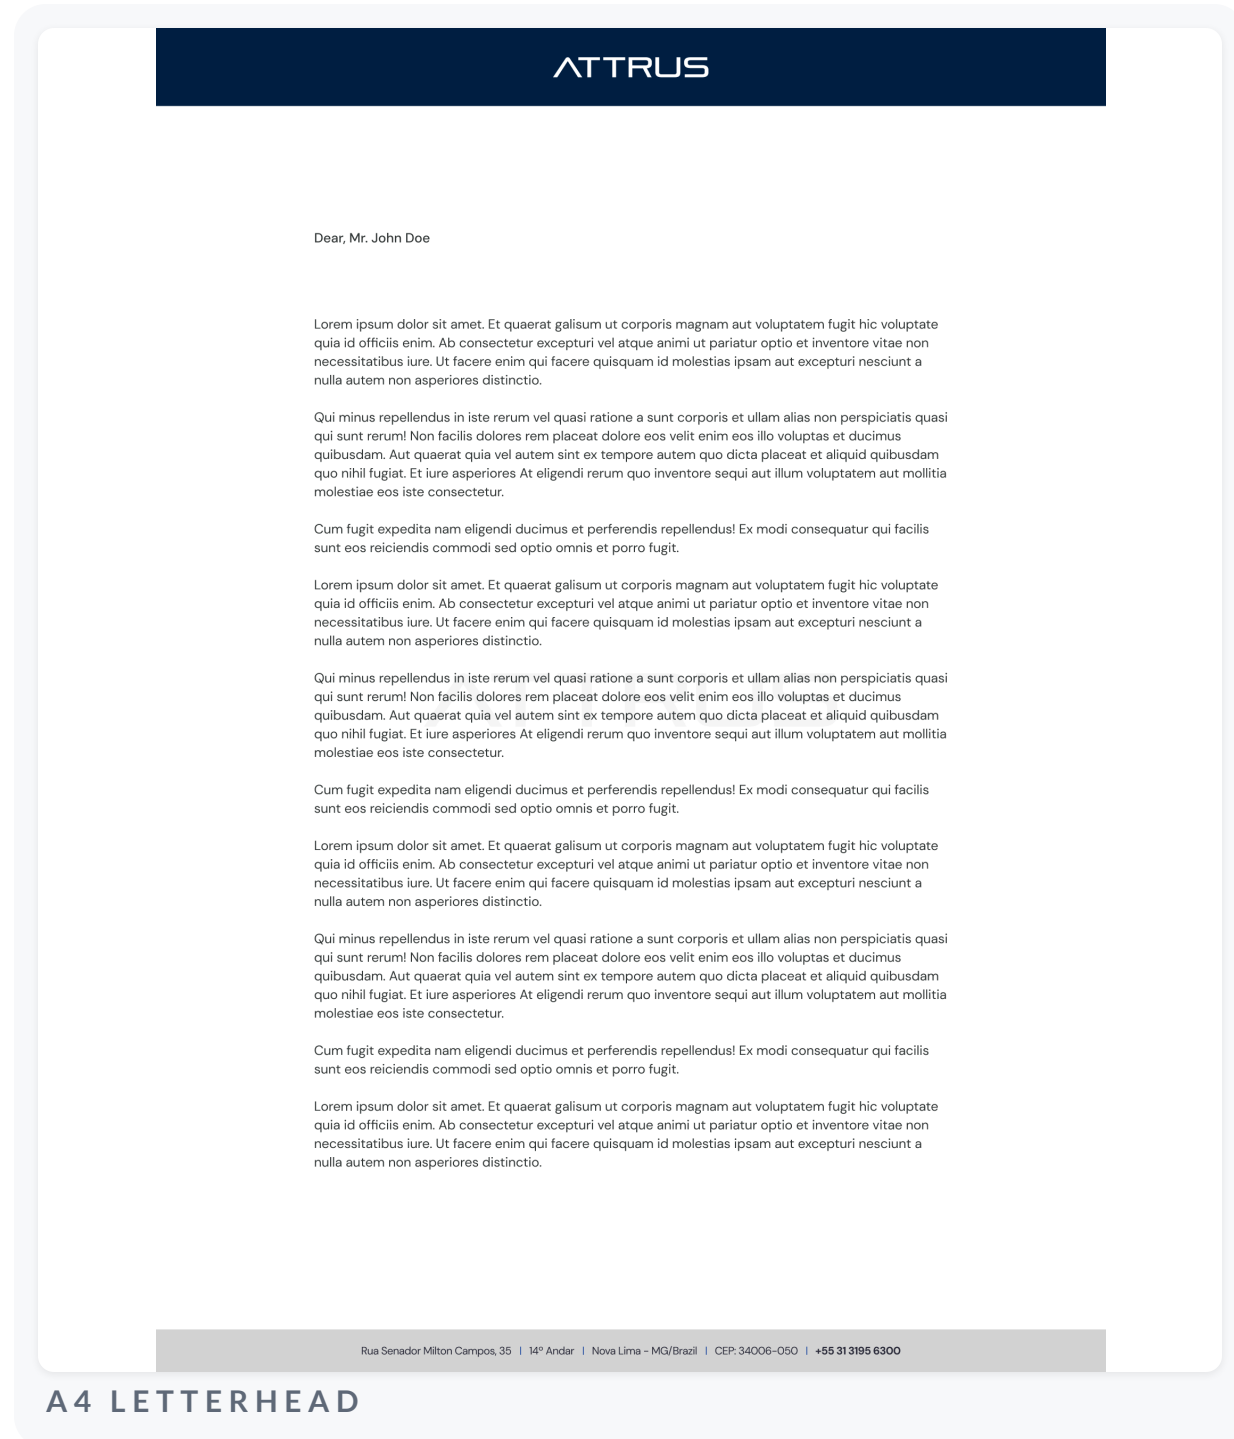 ATTRUS
Dear, Mr. John Doe
Lorem ipsum dolor sit amet. Et quaerat galisum ut corporis magnam aut voluptatem fugit hic voluptate
quia id officiis enim. Ab consectetur excepturi vel atque animi ut pariatur optio et inventore vitae non
necessitatibus iure. Ut facere enim qui facere quisquam id molestias ipsam aut excepturi nesciunt a
nulla autem non asperiores distinctio.
Qui minus repellendus in iste rerum vel quasi ratione a sunt corporis et ullam alias non perspiciatis quasi
qui sunt rerum! Non facilis dolores rem placeat dolore eos velit enim eos illo voluptas et ducimus
quibusdam. Aut quaerat quia vel autem sint ex tempore autem quo dicta placeat et aliquid quibusdam
quo nihil fugiat. Et iure asperiores At eligendi rerum quo inventore sequi aut illum voluptatem aut mollitia
molestiae eos iste consectetur.
Cum fugit expedita nam eligendi ducimus et perferendis repellendus! Ex modi consequatur qui facilis
sunt eos reiciendis commodi sed optio omnis et porro fugit.
Lorem ipsum dolor sit amet. Et quaerat galisum ut corporis magnam aut voluptatem fugit hic voluptate
quia id officiis enim. Ab consectetur excepturi vel atque animi ut pariatur optio et inventore vitae non
necessitatibus iure. Ut facere enim qui facere quisquam id molestias ipsam aut excepturi nesciunt a
nulla autem non asperiores distinctio.
Qui minus repellendus in iste rerum vel quasi ratione a sunt corporis et ullam alias non perspiciatis quasi
qui sunt rerum! Non facilis dolores rem placeat dolore eos velit enim eos illo voluptas et ducimus
ATTRUS
quibusdam. Aut quaerat quia vel autem sint ex tempore autem quo dicta placeat et aliquid quibusdam
quo nihil fugiat. Et iure asperiores At eligendi rerum quo inventore sequi aut illum voluptatem aut mollitia
molestiae eos iste consectetur.
Cum fugit expedita nam eligendi ducimus et perferendis repellendus! Ex modi consequatur qui facilis
sunt eos reiciendis commodi sed optio omnis et porro fugit.
Lorem ipsum dolor sit amet. Et quaerat galisum ut corporis magnam aut voluptatem fugit hic voluptate
quia id officiis enim. Ab consectetur excepturi vel atque animi ut pariatur optio et inventore vitae non
necessitatibus iure. Ut facere enim qui facere quisquam id molestias ipsam aut excepturi nesciunt a
nulla autem non asperiores distinctio.
Qui minus repellendus in iste rerum vel quasi ratione a sunt corporis et ullam alias non perspiciatis quasi
qui sunt rerum! Non facilis dolores rem placeat dolore eos velit enim eos illo voluptas et ducimus
quibusdam. Aut quaerat quia vel autem sint ex tempore autem quo dicta placeat et aliquid quibusdam
quo nihil fugiat. Et iure asperiores At eligendi rerum quo inventore sequi aut illum voluptatem aut mollitia
molestiae eos iste consectetur.
Cum fugit expedita nam eligendi ducimus et perferendis repellendus! Ex modi consequatur qui facilis
sunt eos reiciendis commodi sed optio omnis et porro fugit.
Lorem ipsum dolor sit amet. Et quaerat galisum ut corporis magnam aut voluptatem fugit hic voluptate
quia id officiis enim. Ab consectetur excepturi vel atque animi ut pariatur optio et inventore vitae non
necessitatibus iure. Ut facere enim qui facere quisquam id molestias ipsam aut excepturi nesciunt a
nulla autem non asperiores distinctio.
Rua Senador Milton Campos, 35 | 14º Andar | Nova Lima - MG/Brazil | CEP: 34006-050 | +55 31 3195 6300
A4 LETTERHEAD